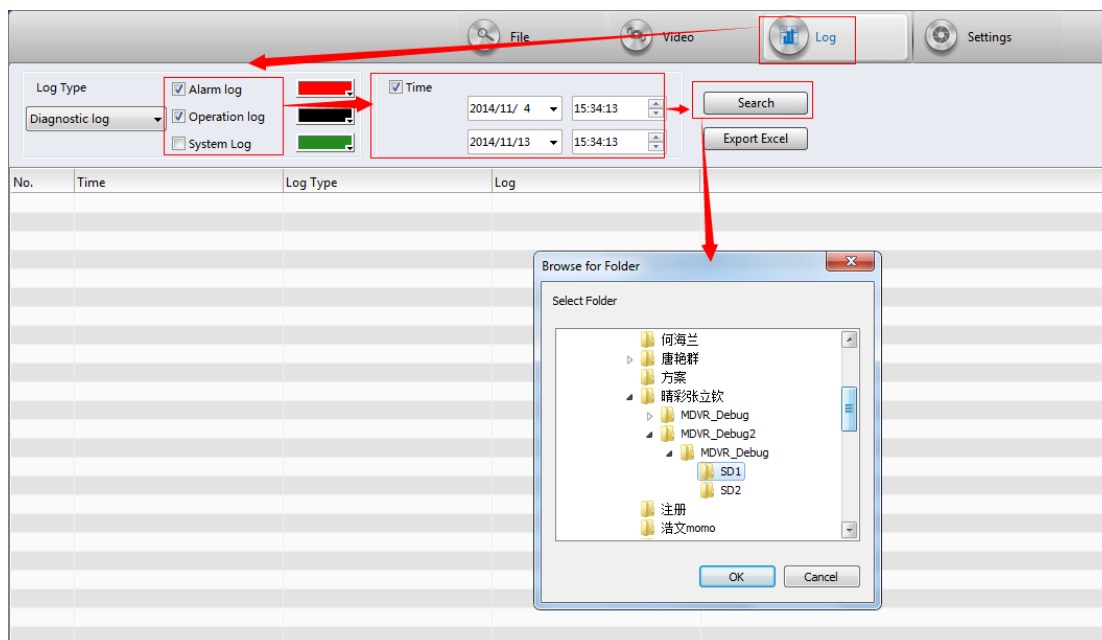 File Video Log Settings
Log Type
Diagnostic log
Alarm log
Operation log
System Log
Time
2014/11/ 4 15:34:13
2014/11/13 15:34:13
Search
Export Excel
No. Time Log Type Log
Browse for Folder
Select Folder
何海兰
唐艳群
方案
晴彩张立钦
MDVR_Debug
MDVR_Debug2
MDVR_Debug
SD1
SD2
注册
浩文momo
OK Cancel